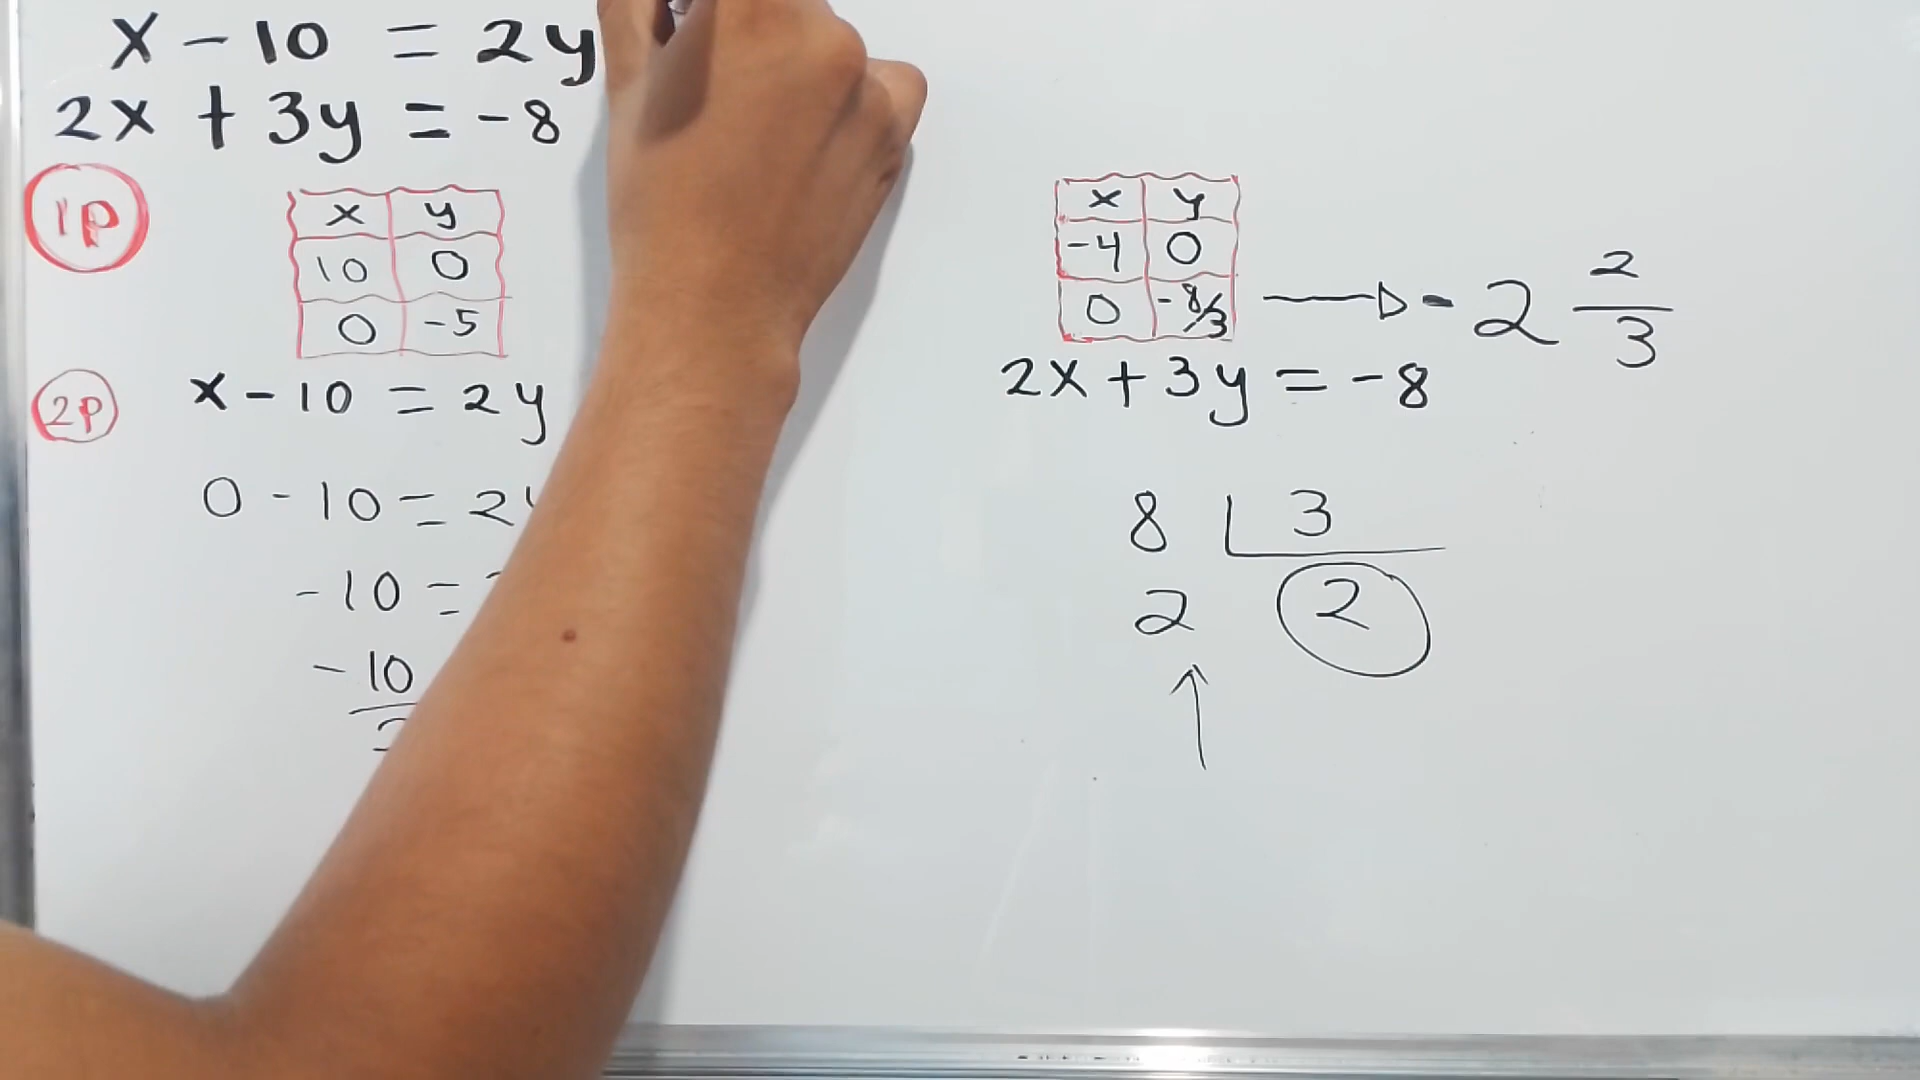 x - 10 = 2y
2x + 3y = -8
1P
x y
10 0
0 -5
2P
x - 10 = 2y
0 - 10 = 2
-10 =
-10
x y
-4 0
0 -8/3
- 2 2/3
2x + 3y = -8
8 3
2 2